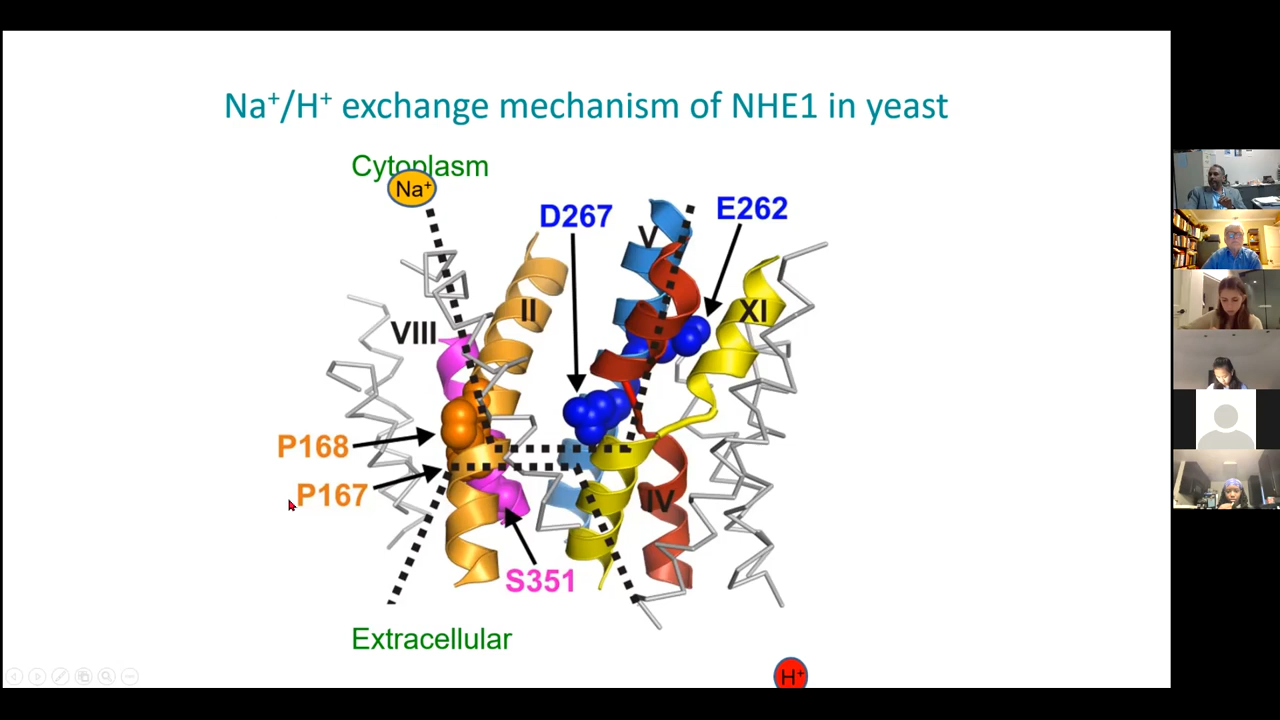 Na⁺/H⁺ exchange mechanism of NHE1 in yeast
Cytoplasm
Na⁺
D267
E262
V
II
XI
VIII
P168
P167
IV
S351
Extracellular
H⁺